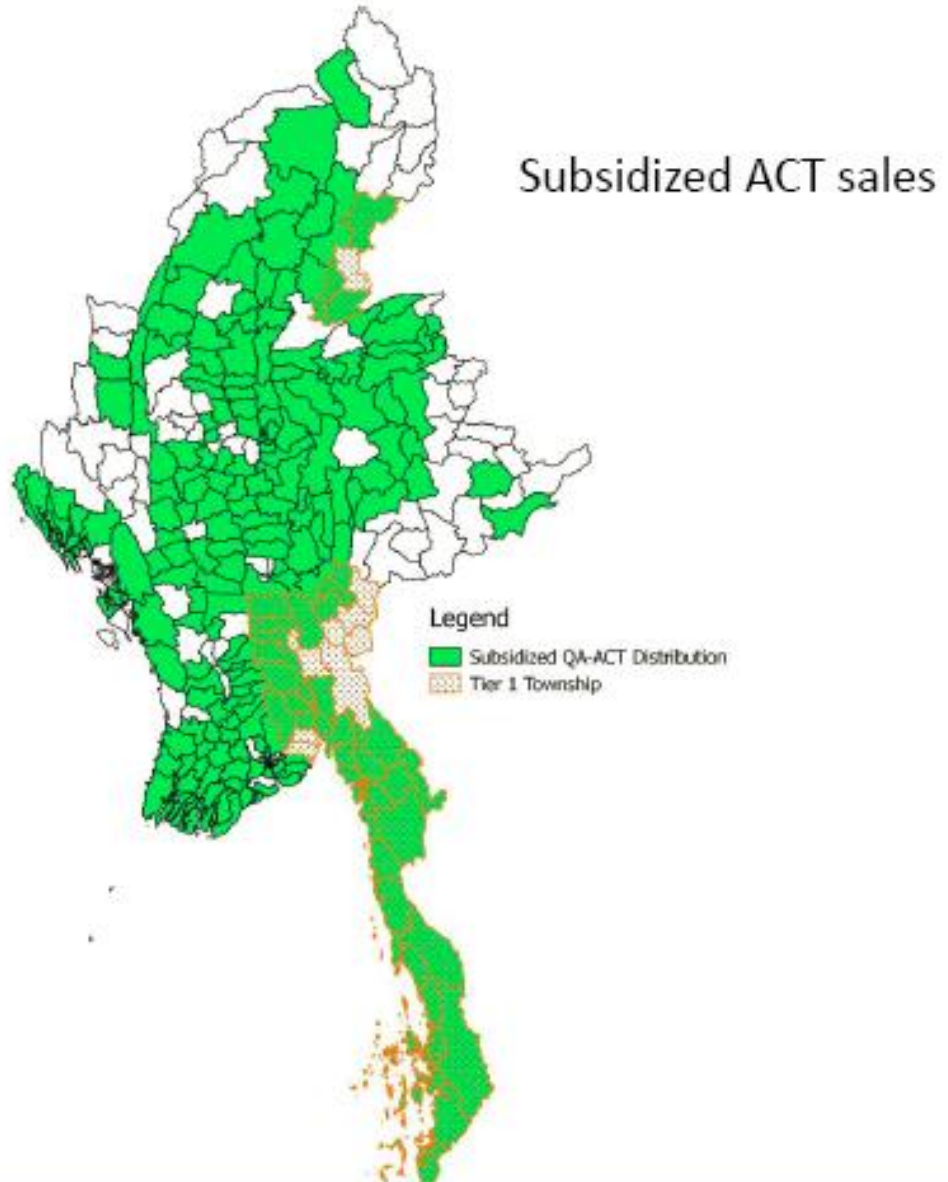 Subsidized ACT sales
Legend
Subsidized QA-ACT Distribution
Tier 1 Township